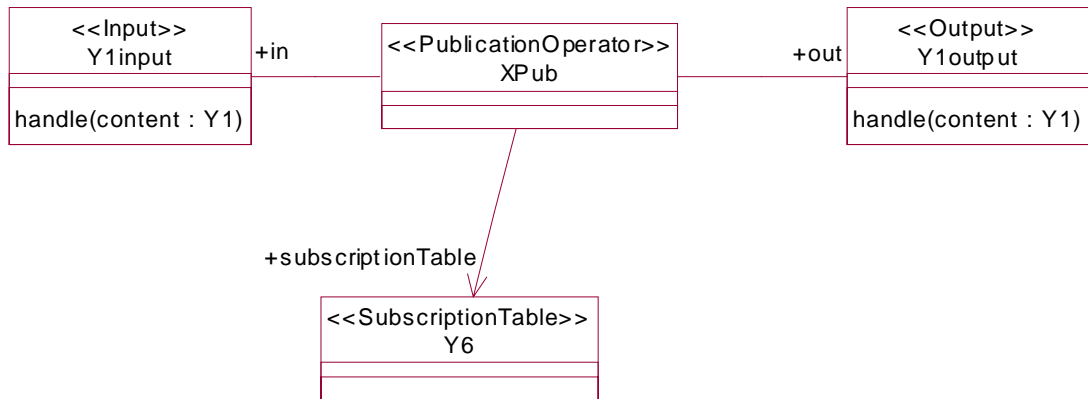 <<Input>>
Y1input
handle(content : Y1)
+in
<<PublicationOperator>>
XPub
+out
<<Output>>
Y1output
handle(content : Y1)
+subscriptionTable
<<SubscriptionTable>>
Y6